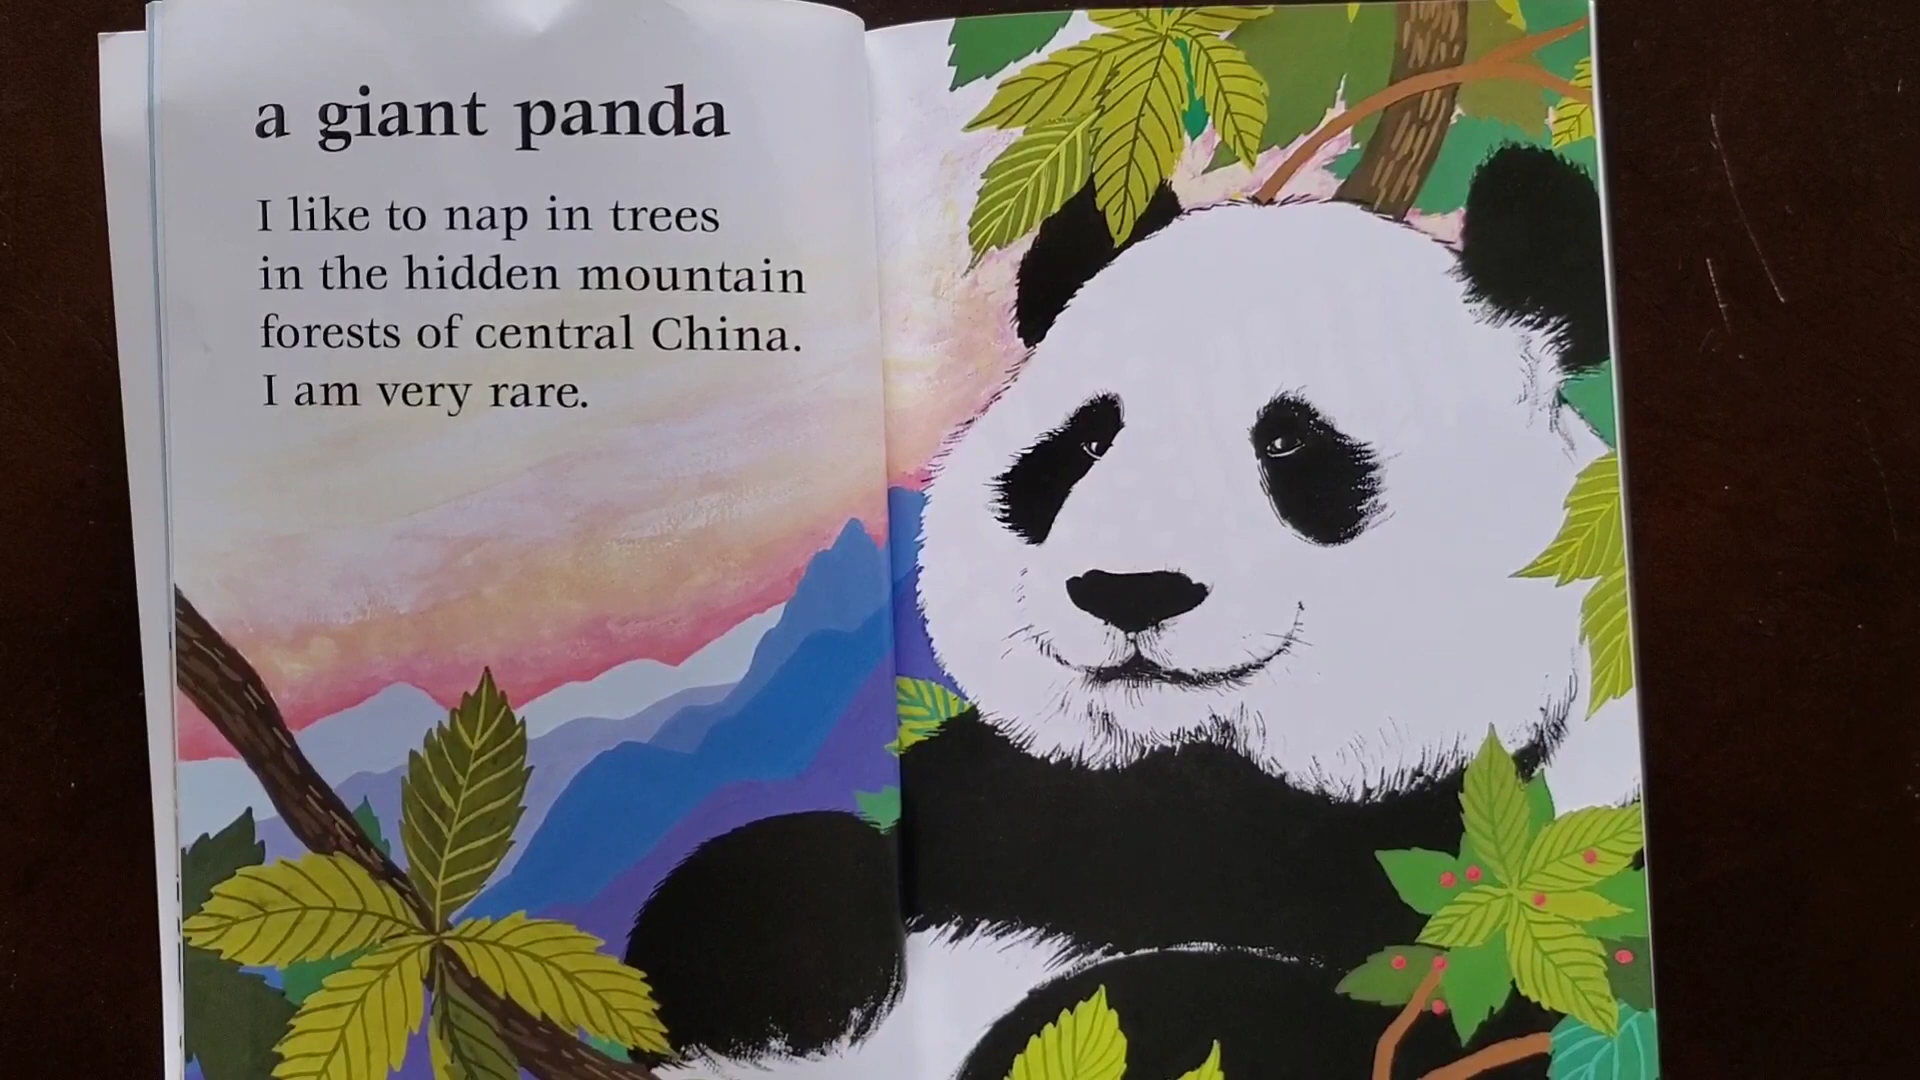 a giant panda
I like to nap in trees
in the hidden mountain
forests of central China.
I am very rare.